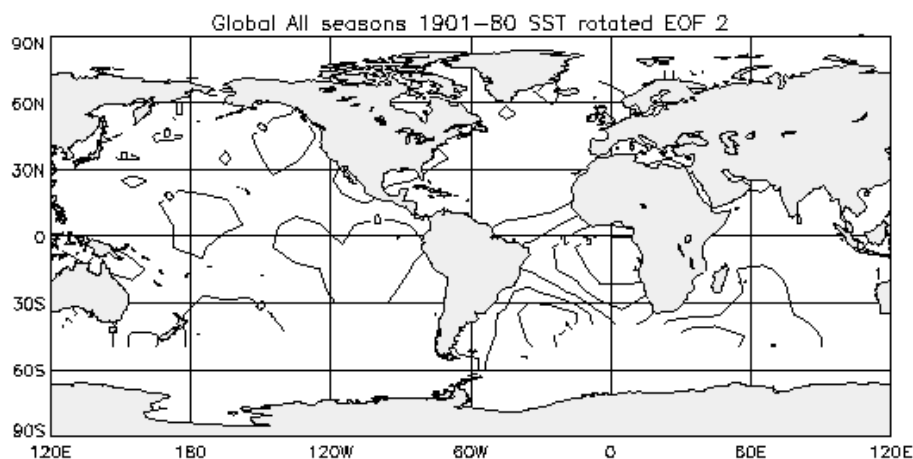 Global All seasons 1901-80 SST rotated EOF 2
90N
60N
30N
0
30S
60S
90S
120E 180 120W 60W 0 60E 120E